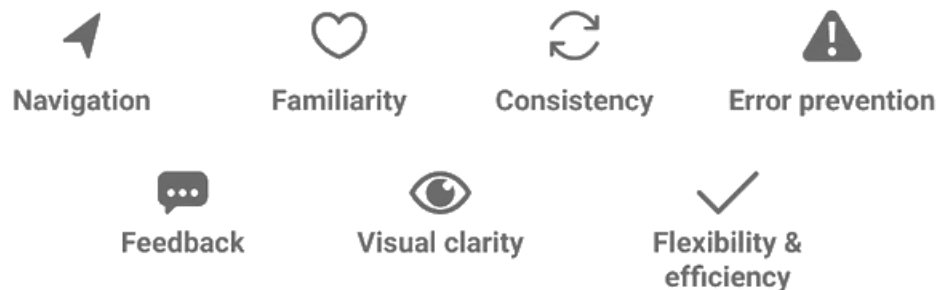 Navigation
Familiarity
Consistency
Error prevention
Feedback
Visual clarity
Flexibility &
efficiency